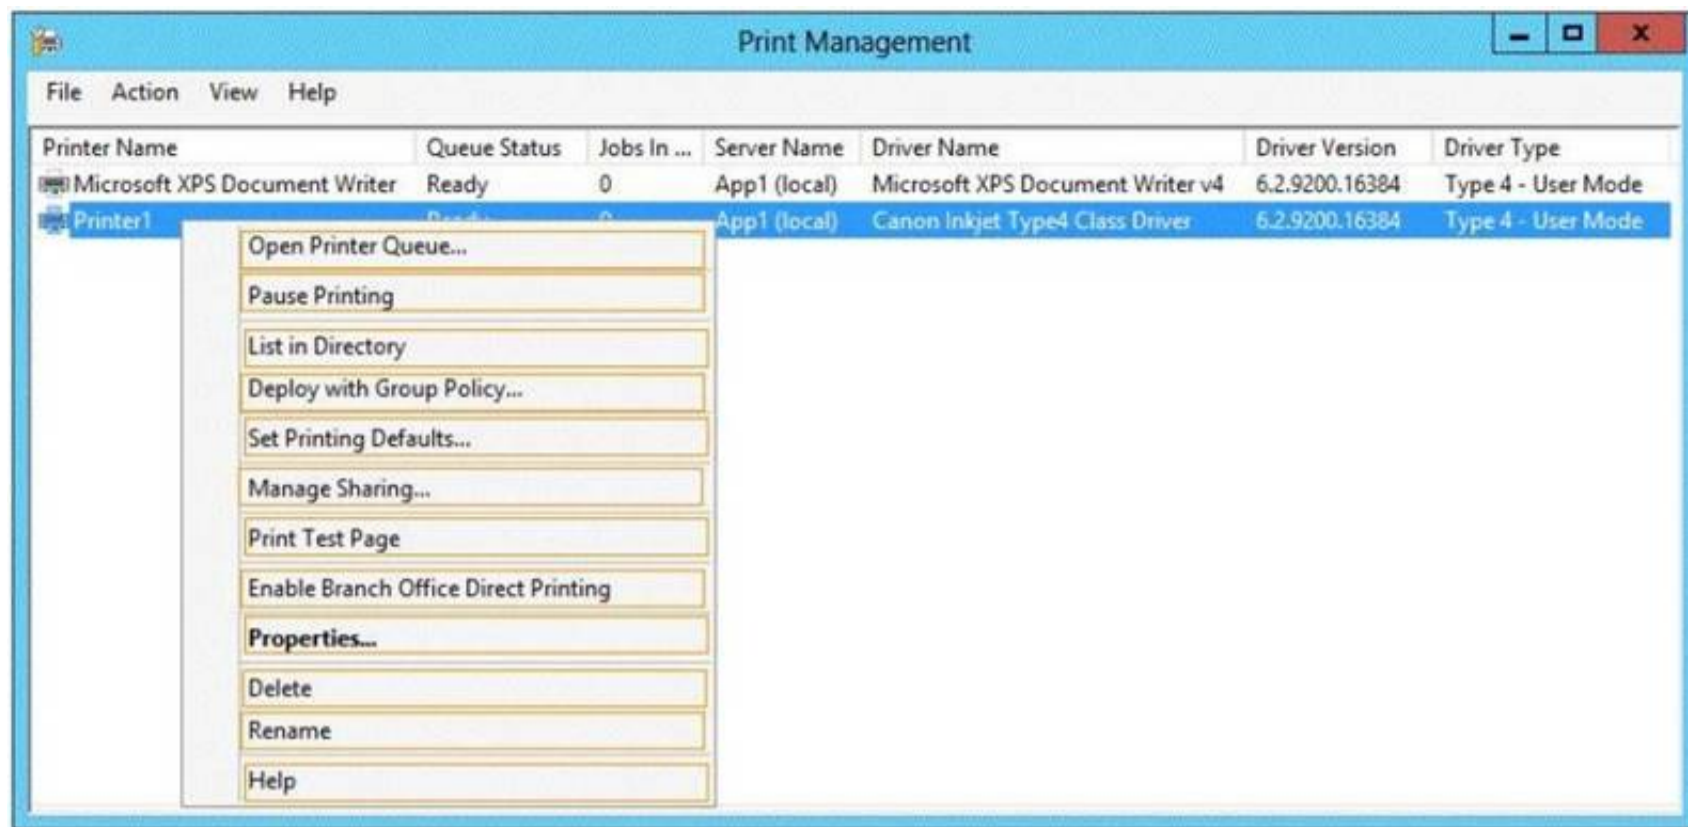 Print Management
File Action View Help
Printer Name Queue Status Jobs In ... Server Name Driver Name Driver Version Driver Type
Microsoft XPS Document Writer Ready 0 App1 (local) Microsoft XPS Document Writer v4 6.2.9200.16384 Type 4 - User Mode
Printer1 Ready 0 App1 (local) Canon Inkjet Type4 Class Driver 6.2.9200.16384 Type 4 - User Mode
Open Printer Queue...
Pause Printing
List in Directory
Deploy with Group Policy...
Set Printing Defaults...
Manage Sharing...
Print Test Page
Enable Branch Office Direct Printing
Properties...
Delete
Rename
Help